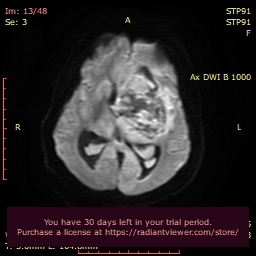 Im: 13/48
STP91
Se: 3
STP91
F
A
Ax DWI B 1000
R
L
You have 30 days left in your trial period.
Purchase a license at https://radiantviewer.com/store/